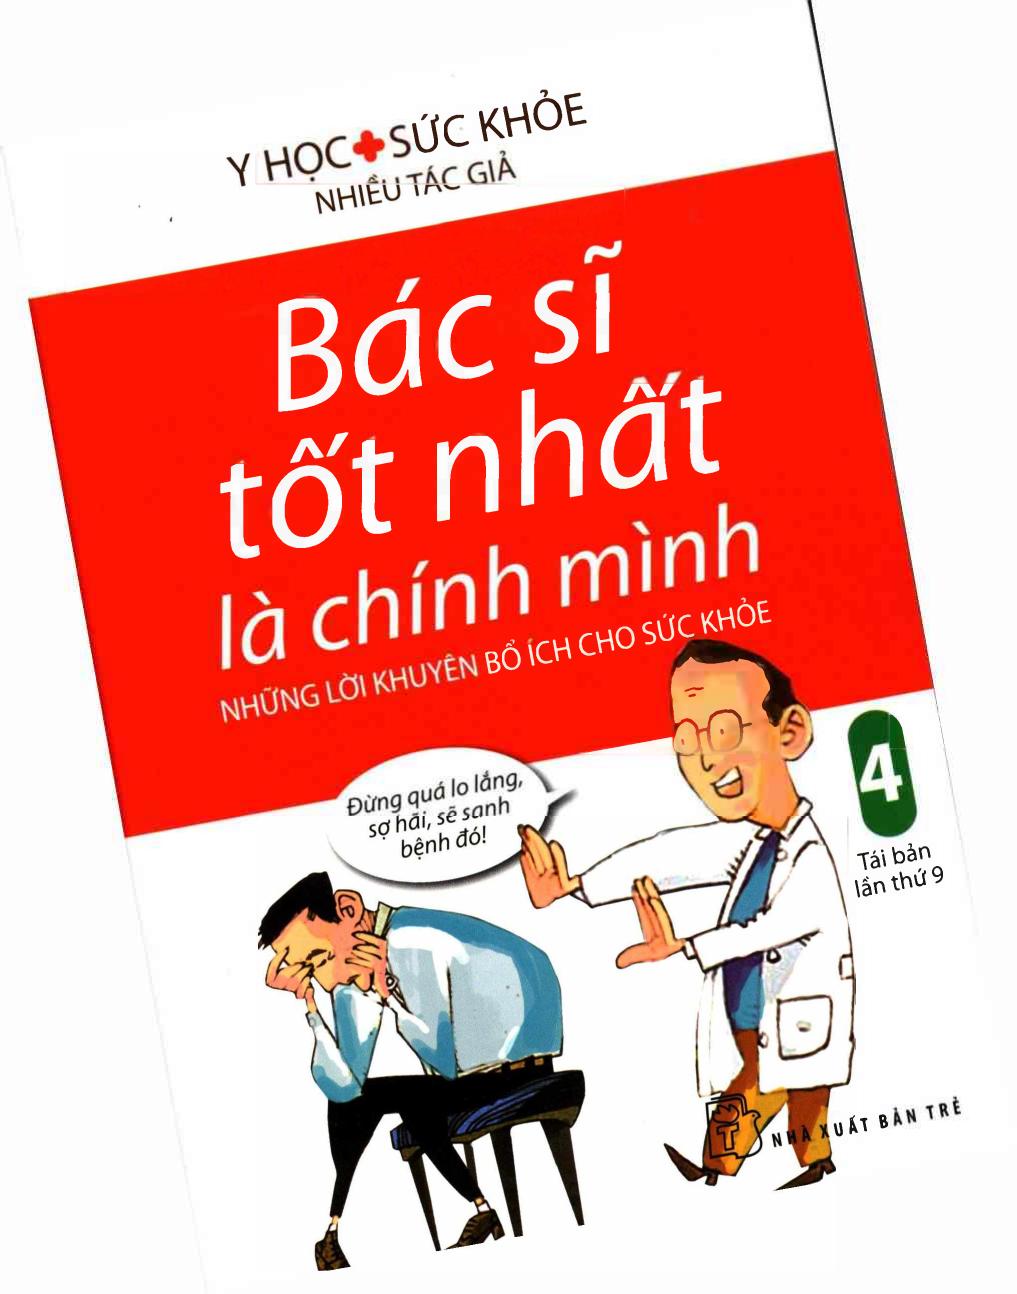 Y HỌC SỨC KHỎE
NHIỀU TÁC GIẢ
Bác sĩ
tốt nhất
là chính mình
NHỮNG LỜI KHUYÊN BỔ ÍCH CHO SỨC KHỎE
Đừng quá lo lắng,
sợ hãi, sẽ sanh
bệnh đó!
4
Tái bản
lần thứ 9
T
NHÀ XUẤT BẢN TRẺ